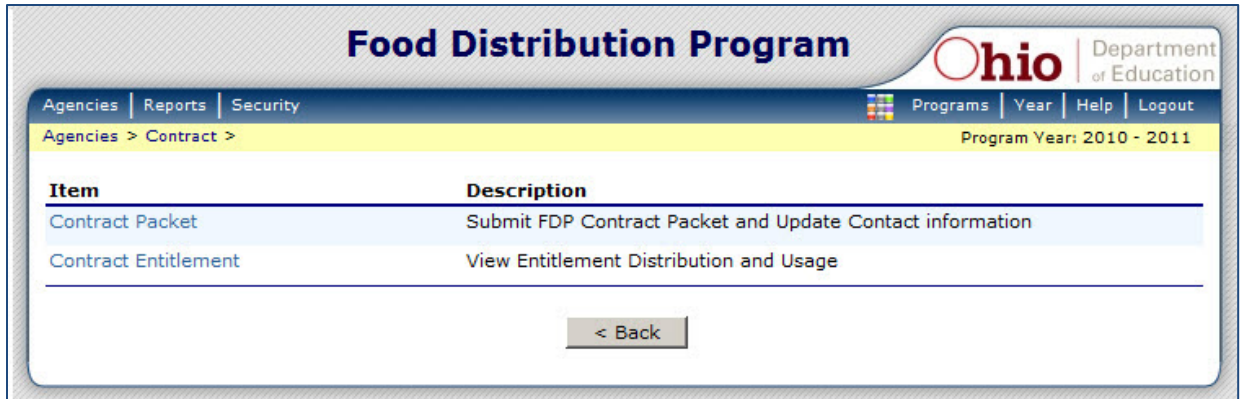 Food Distribution Program
Ohio Department of Education
Agencies | Reports | Security Programs | Year | Help | Logout
Agencies > Contract > Program Year: 2010 - 2011
Item Description
Contract Packet Submit FDP Contract Packet and Update Contact information
Contract Entitlement View Entitlement Distribution and Usage
< Back